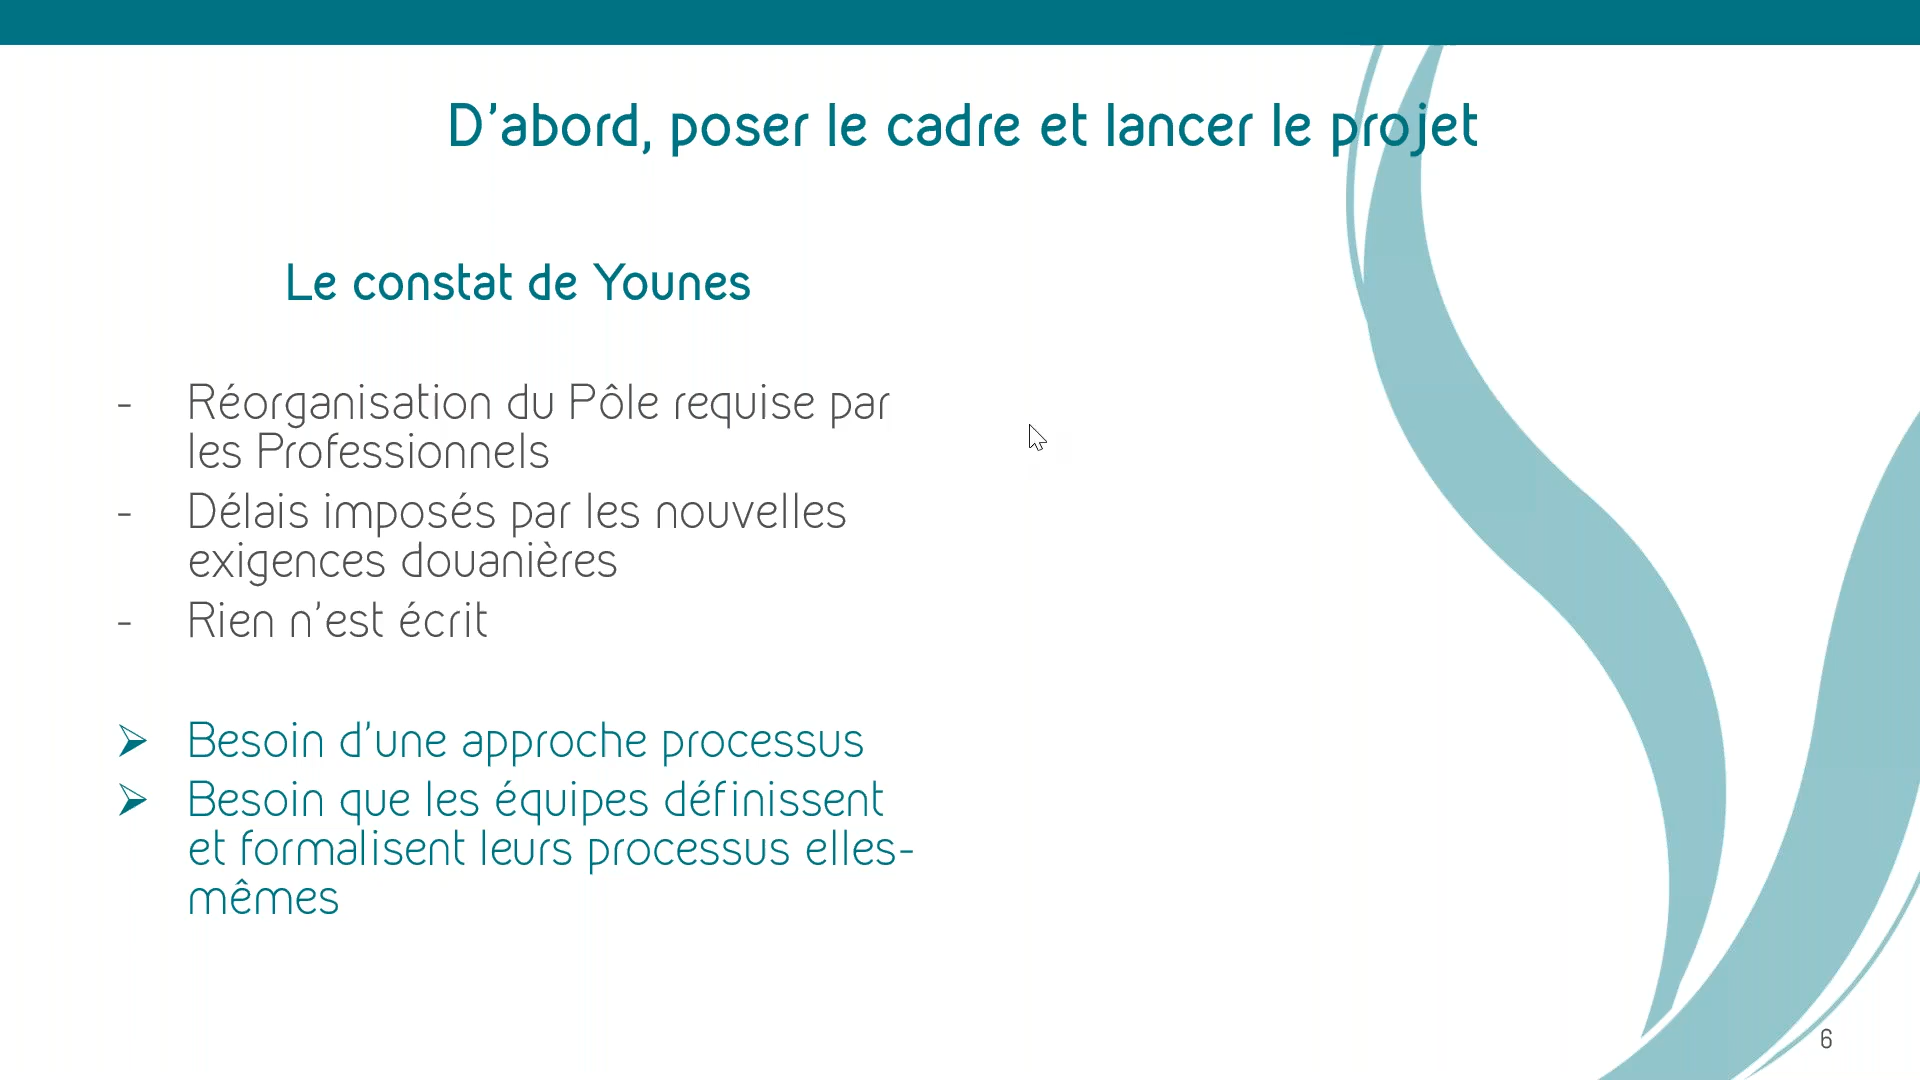 D'abord, poser le cadre et lancer le projet
Le constat de Younes
- Réorganisation du Pôle requise par
les Professionnels
- Délais imposés par les nouvelles
exigences douanières
- Rien n'est écrit
➢ Besoin d'une approche processus
➢ Besoin que les équipes définissent
et formalisent leurs processus elles-
mêmes
6